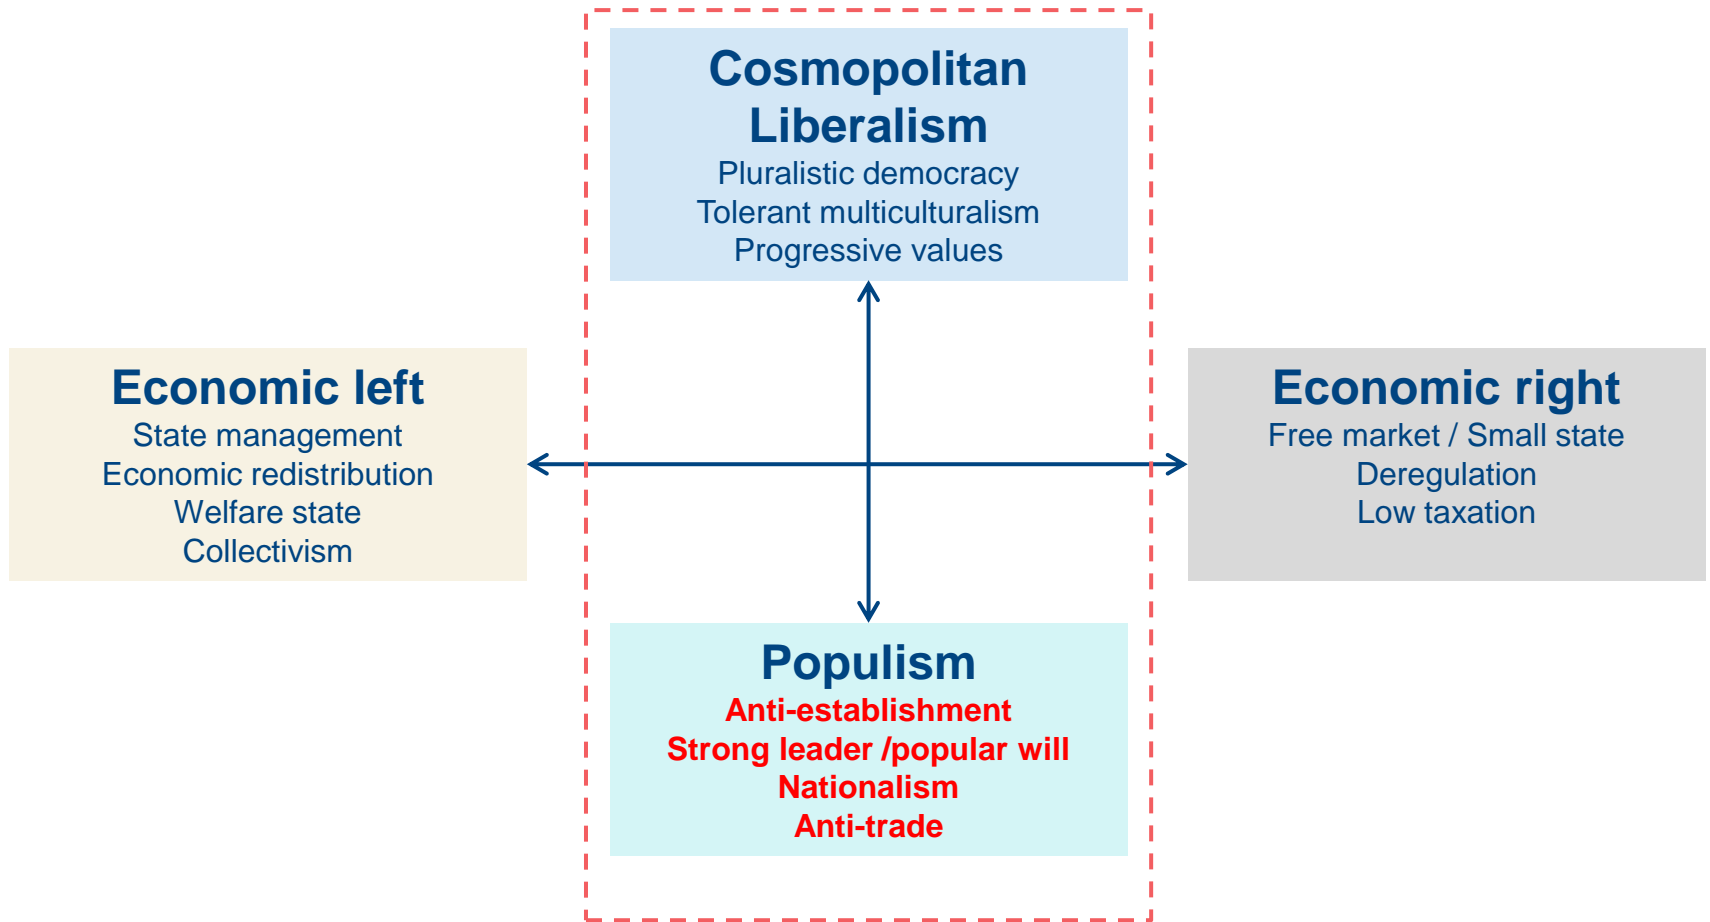 Cosmopolitan
Liberalism
Pluralistic democracy
Tolerant multiculturalism
Progressive values
Economic left
State management
Economic redistribution
Welfare state
Collectivism
Economic right
Free market / Small state
Deregulation
Low taxation
Populism
Anti-establishment
Strong leader /popular will
Nationalism
Anti-trade